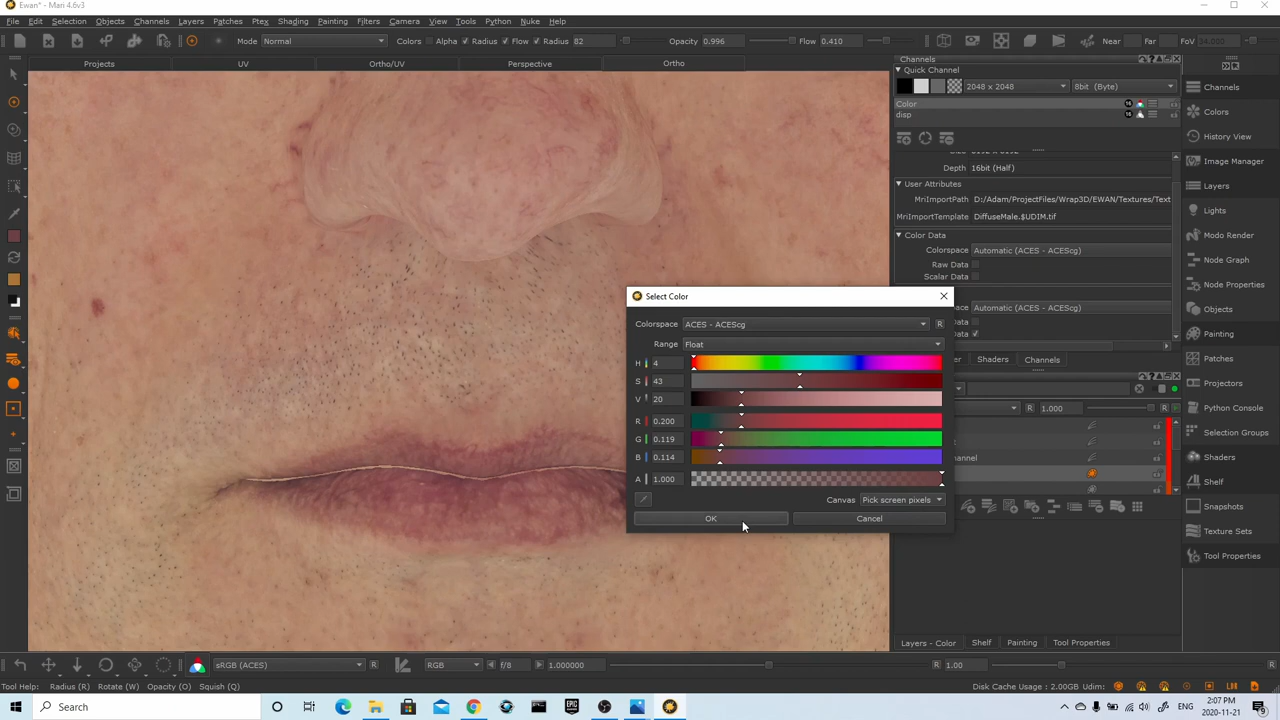 Ewan* - Mari 4.6v3
File Edit Selection Objects Channels Layers Patches Ptex Shading Painting Filters Camera View Tools Python Nuke Help
Mode Normal Colors Alpha Radius Flow Radius 82 Opacity 0.996 Flow 0.410 Near Far FoV 24.000
Projects UV Ortho/UV Perspective Ortho
Channels
Quick Channel
2048 x 2048 8bit (Byte)
Color
disp
Depth 16bit (Half)
User Attributes
MriImportPath D:/Adam/ProjectFiles/Wrap3D/EWAN/Textures/Text
MriImportTemplate DiffuseMale.$UDIM.tif
Color Data
Colorspace Automatic (ACES - ACEScg)
Raw Data
Scalar Data
Automatic (ACES - ACEScg)
Shaders Channels
1.000
Layers - Color Shelf Painting Tool Properties
Channels
Colors
History View
Image Manager
Layers
Lights
Modo Render
Node Graph
Node Properties
Objects
Painting
Patches
Projectors
Python Console
Selection Groups
Shaders
Shelf
Snapshots
Texture Sets
Tool Properties
Select Color
Colorspace ACES - ACEScg R
Range Float
H 4
S 43
V 20
R 0.200
G 0.119
B 0.114
A 1.000
Canvas Pick screen pixels
OK Cancel
sRGB (ACES) R RGB f/8 1.000000 R 1.00 R
Tool Help: Radius (R) Rotate (W) Opacity (O) Squish (Q) Disk Cache Usage : 2.00GB Udim:
Search
ENG 2:07 PM
2020-11-21